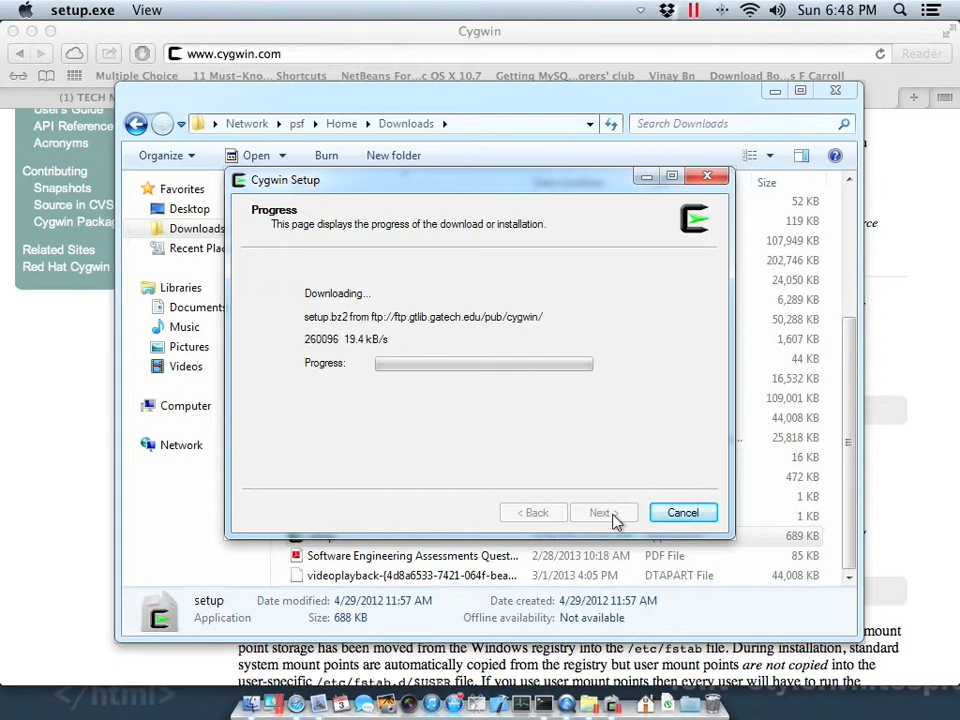 setup.exe View Sun 6:48 PM
Cygwin
www.cygwin.com Reader
Multiple Choice 11 Must-Kno... Shortcuts NetBeans For...c OS X 10.7 Getting MySQ...orers' club Vinay Bn Download Bo...s F Carroll
(1) TECH M
User's Guide
API Reference
Acronyms
Contributing
Snapshots
Source in CVS
Cygwin Packa
Related Sites
Red Hat Cygwin
Network psf Home Downloads Search Downloads
Organize Open Burn New folder
Favorites
Desktop
Downloads
Recent Plac
Libraries
Documents
Music
Pictures
Videos
Computer
Network
Size
52 KB
119 KB
107,949 KB
202,746 KB
24,050 KB
6,289 KB
50,288 KB
1,607 KB
44 KB
16,532 KB
109,001 KB
44,008 KB
25,818 KB
16 KB
472 KB
1 KB
1 KB
689 KB
Cygwin Setup
Progress
This page displays the progress of the download or installation.
Downloading...
setup.bz2 from ftp://ftp.gtlib.gatech.edu/pub/cygwin/
260096 19.4 kB/s
Progress:
< Back Next > Cancel
Software Engineering Assessments Quest... 2/28/2013 10:18 AM PDF File 85 KB
videoplayback-{4d8a6533-7421-064f-bea... 3/1/2013 4:05 PM DTAPART File 44,008 KB
setup Date modified: 4/29/2012 11:57 AM Date created: 4/29/2012 11:57 AM
Application Size: 688 KB Offline availability: Not available
mount
point storage has been moved from the Windows registry into the /etc/fstab file. During installation, standard
system mount points are automatically copied from the registry but user mount points are not copied into the
user-specific /etc/fstab.d/$USER file. If you use mount points then every user will have to run the
</html>